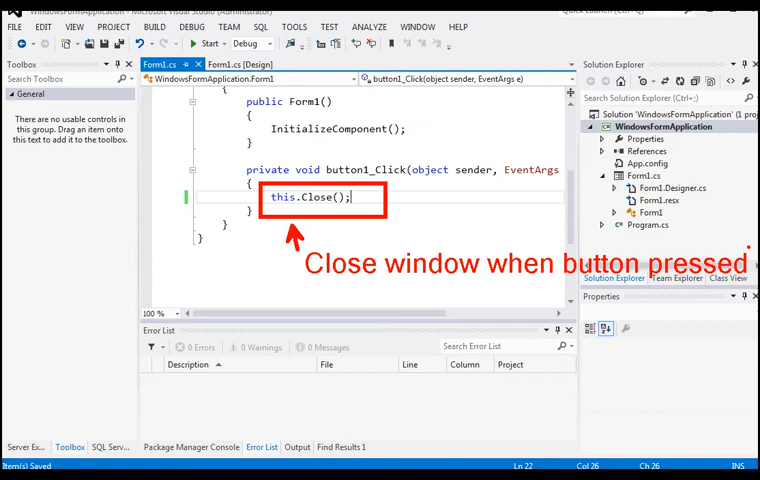 WindowsFormApplication - Microsoft Visual Studio (Administrator)
Quick Launch (Ctrl+Q)
FILE EDIT VIEW PROJECT BUILD DEBUG TEAM SQL TOOLS TEST ANALYZE WINDOW HELP
Start Debug
Toolbox
Search Toolbox
General
There are no usable controls in
this group. Drag an item onto
this text to add it to the toolbox.
Form1.cs Form1.cs [Design]
WindowsFormApplication.Form1 button1_Click(object sender, EventArgs e)
{
public Form1()
{
InitializeComponent();
}
private void button1_Click(object sender, EventArgs
{
this.Close();
}
}
}
Close window when button pressed
100 %
Error List
0 Errors 0 Warnings 0 Messages Search Error List
Description File Line Column Project
Solution Explorer
Search Solution Explorer (Ctrl+;)
Solution 'WindowsFormApplication' (1 project)
WindowsFormApplication
Properties
References
App.config
Form1.cs
Form1.Designer.cs
Form1.resx
Form1
Program.cs
Solution Explorer Team Explorer Class View
Properties
Server Ex... Toolbox SQL Serv... Package Manager Console Error List Output Find Results 1
Item(s) Saved Ln 22 Col 26 Ch 26 INS